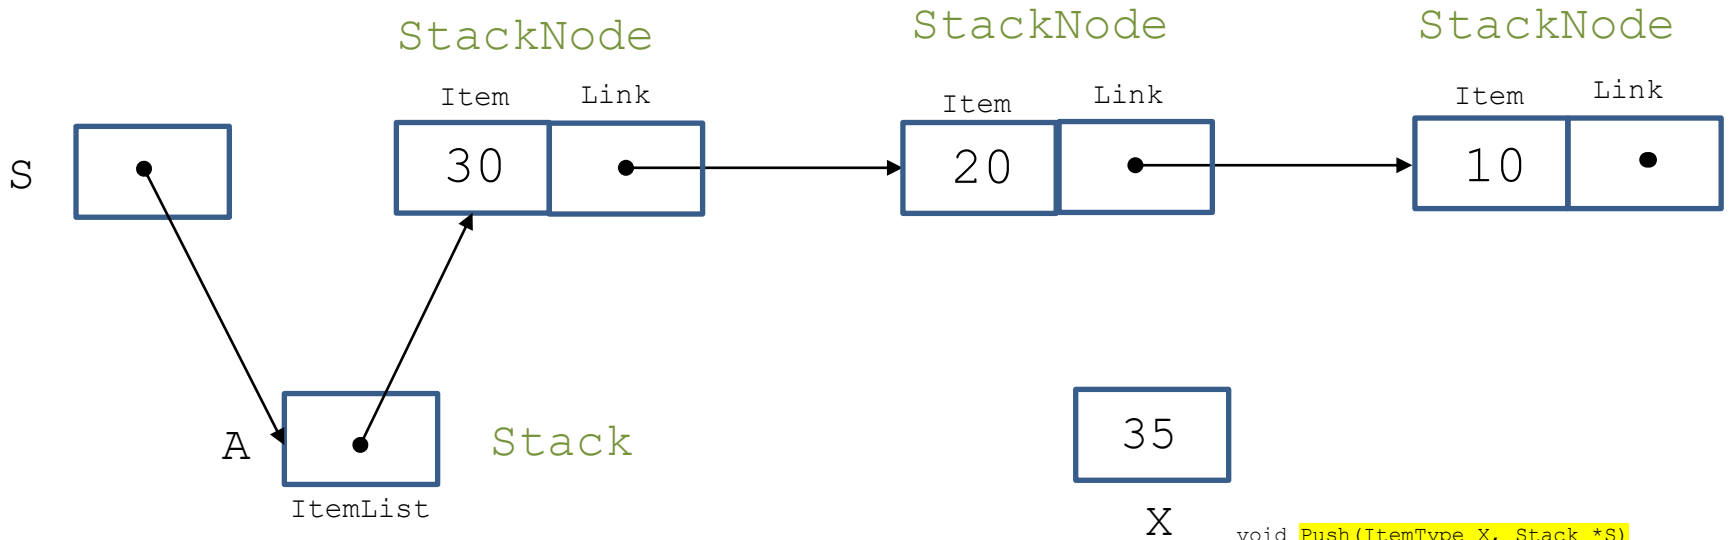 StackNode StackNode StackNode
Item Link Item Link Item Link
S 30 20 10
A Stack 35
ItemList X
void Push(ItemType X, Stack *S)